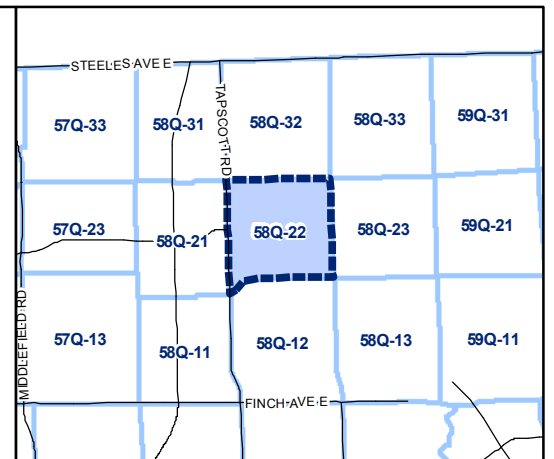 STEELES AVE E
TAPSCOTT RD
57Q-33
58Q-31
58Q-32
58Q-33
59Q-31
57Q-23
58Q-21
58Q-22
58Q-23
59Q-21
MIDDLEFIELD RD
57Q-13
58Q-11
58Q-12
58Q-13
59Q-11
FINCH AVE E